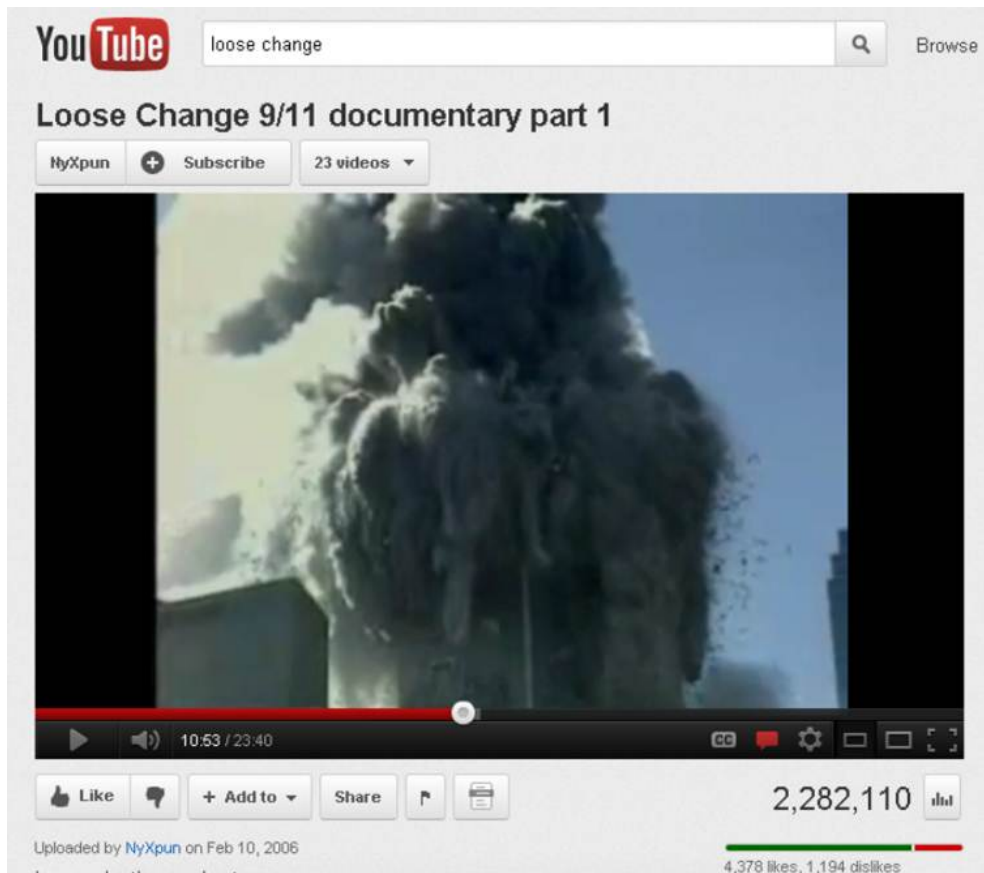 YouTube loose change Browse
Loose Change 9/11 documentary part 1
NyXpun Subscribe 23 videos
10:53 / 23:40 CC
Like + Add to Share 2,282,110
Uploaded by NyXpun on Feb 10, 2006
4,378 likes, 1,194 dislikes